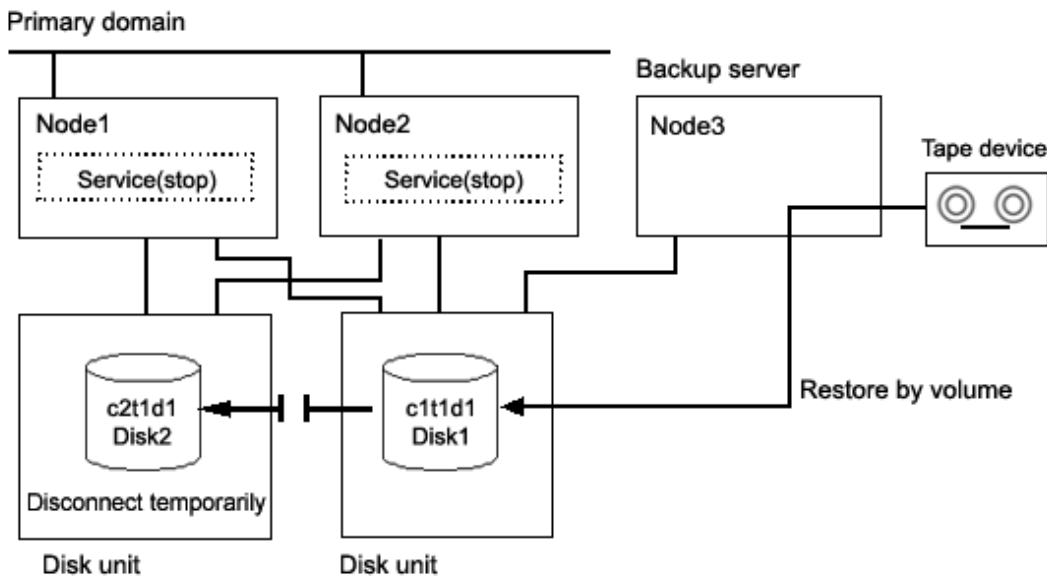 Primary domain
Backup server
Node1
Node2
Node3
Tape device
Service(stop)
Service(stop)
Restore by volume
c2t1d1
Disk2
c1t1d1
Disk1
Disconnect temporarily
Disk unit
Disk unit